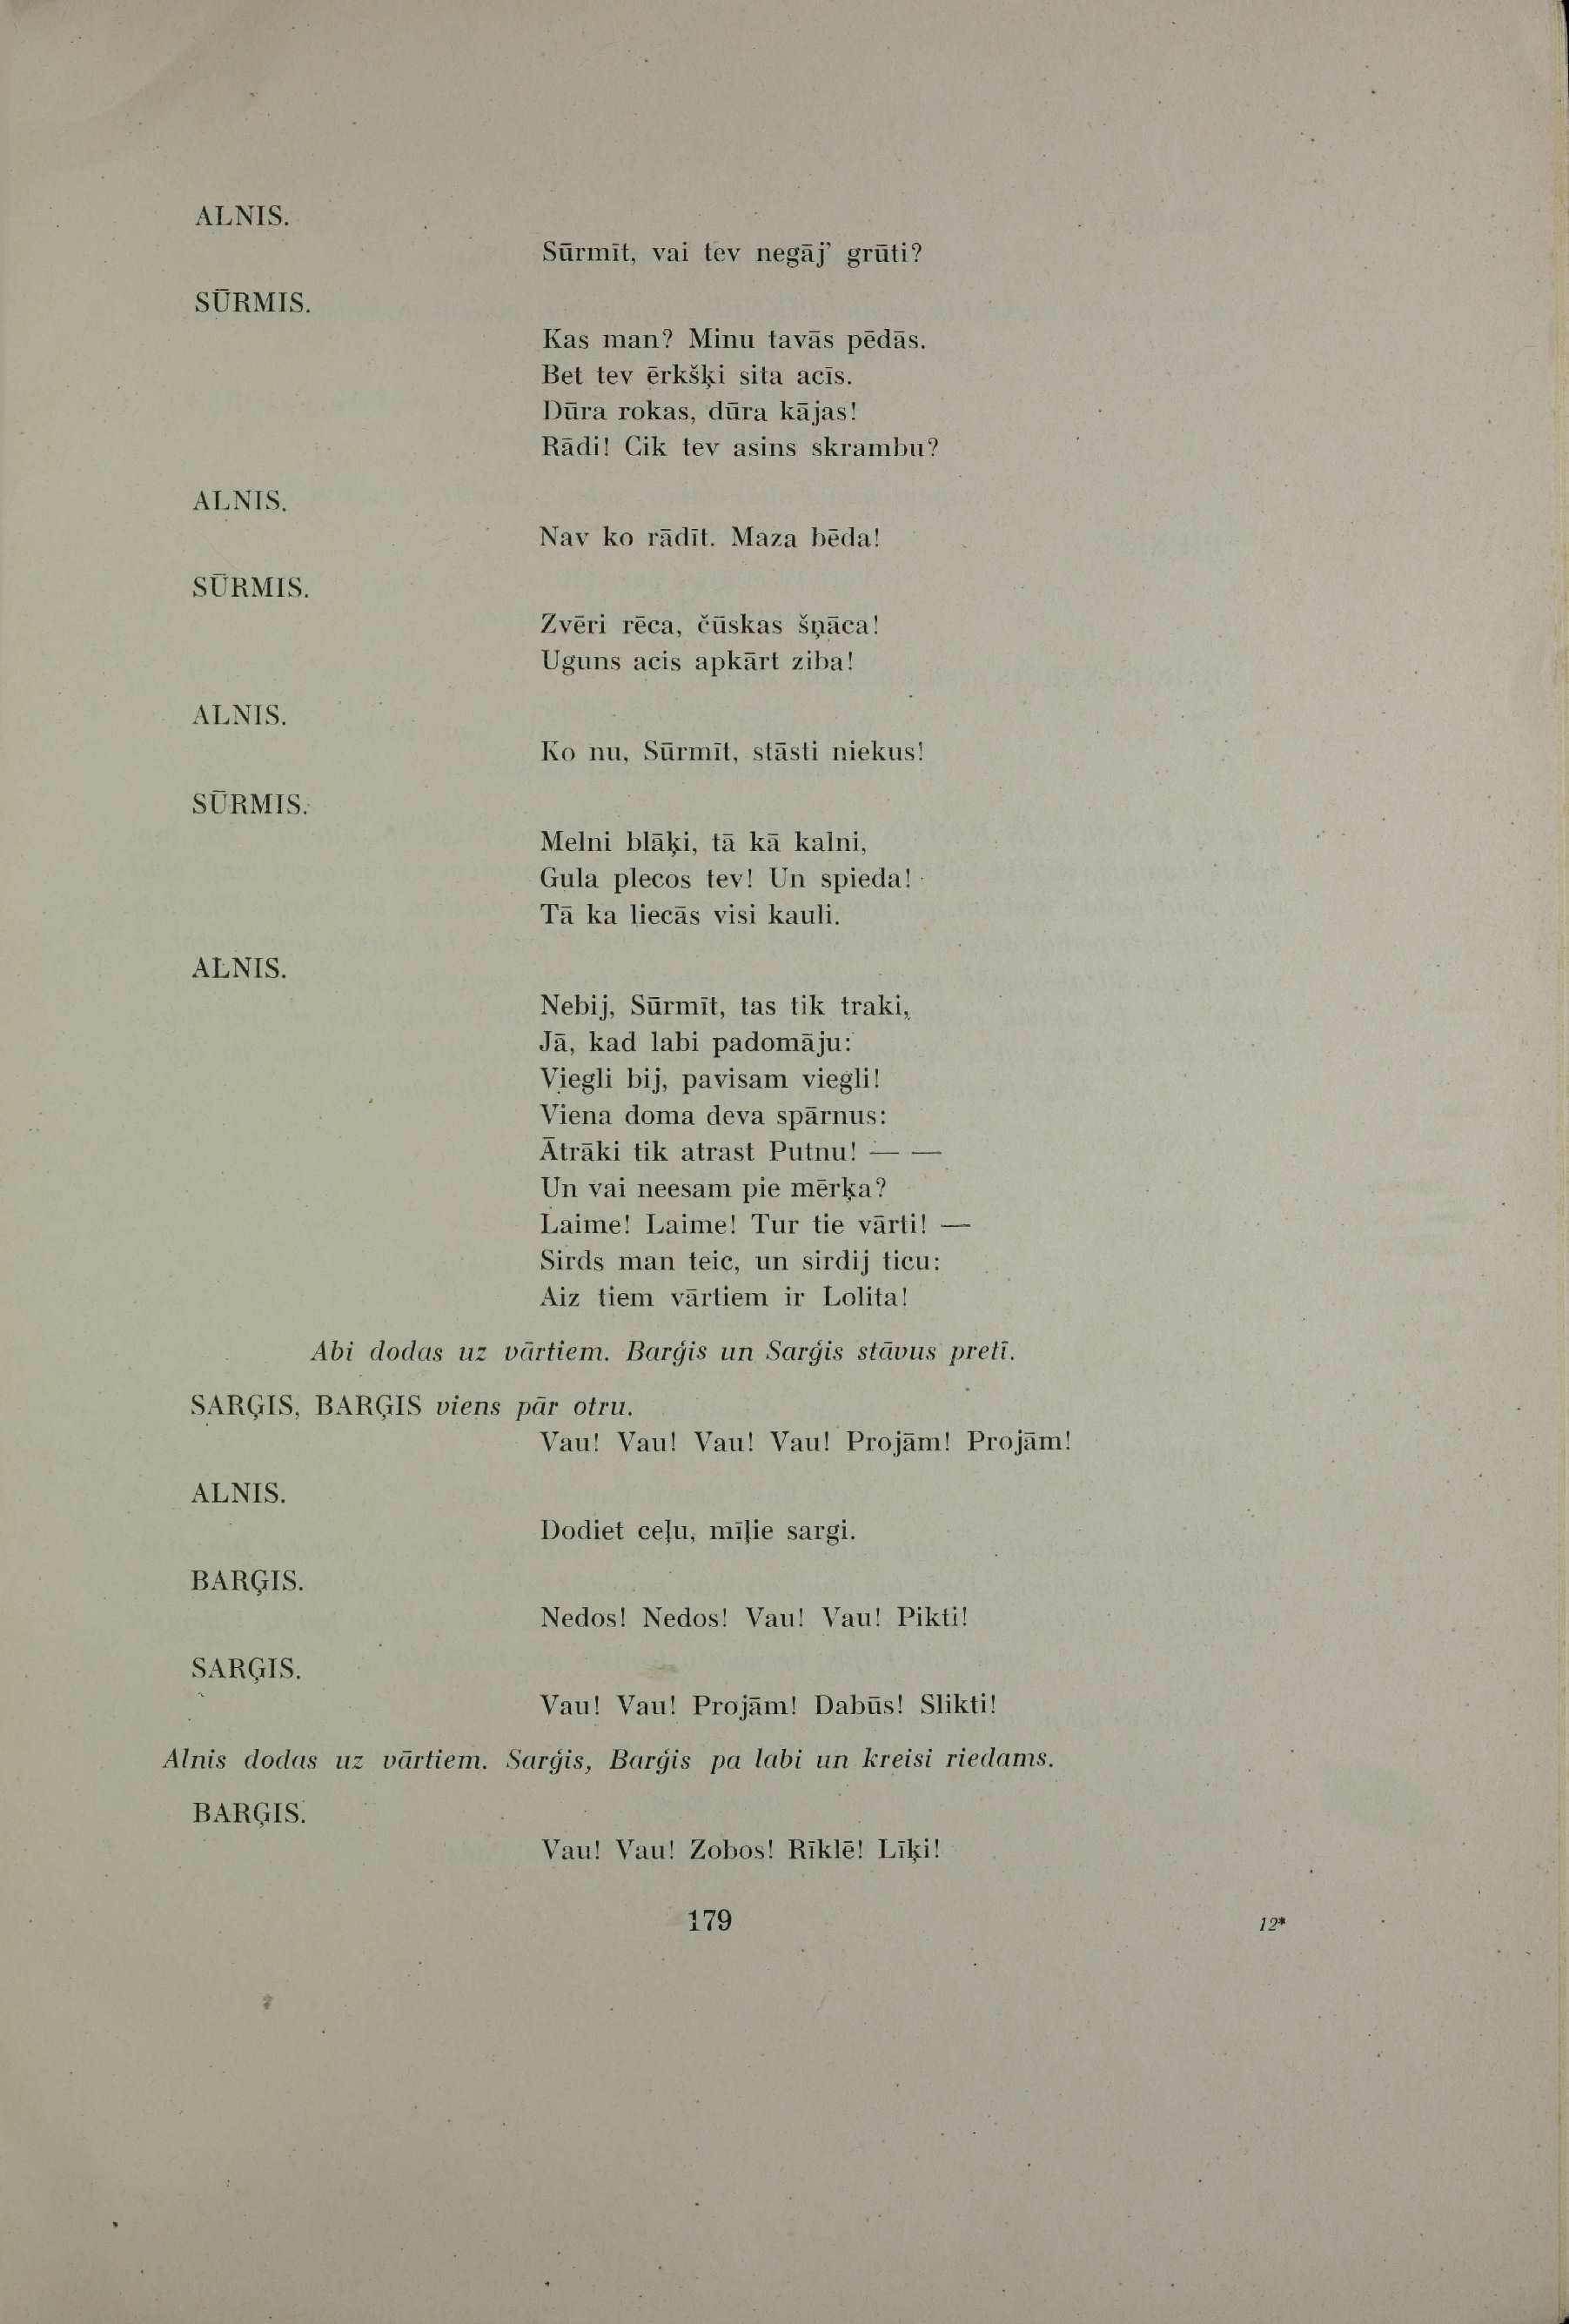 ALNIS.
Sūrmīt, vai tev negāj' grūti?
SŪRMIS.
Kas man? Minu tavās pēdās.
Bet tev ērkšķi sita acīs.
Dūra rokas, dūra kājas!
Rādi! Cik tev asins skrambu?
ALNIS.
Nav ko rādīt. Maza bēda!
SŪRMIS.
Zvēri rēca, čūskas šņāca!
Uguns acis apkārt ziba!
ALNIS.
Ko nu, Sūrmīt, stāsti niekus!
SŪRMIS.
Melni blāķi, tā kā kalni,
Gula plecos tev! Un spieda!
Tā ka liecās visi kauli.
ALNIS.
Nebij, Sūrmīt, tas tik traki,
Jā, kad labi padomāju:
Viegli bij, pavisam viegli!
Viena doma deva spārnus:
Ātrāki tik atrast Putnu! — —
Un vai neesam pie mērķa?
Laime! Laime! Tur tie vārti! —
Sirds man teic, un sirdij ticu:
Aiz tiem vārtiem ir Lolita!
Abi dodas uz vārtiem. Barģis un Sarģis stāvus pretī.
SARĢIS, BARĢIS viens pār otru.
Vau! Vau! Vau! Vau! Projām! Projām!
ALNIS.
Dodiet ceļu, mīļie sargi.
BARĢIS.
Nedos! Nedos! Vau! Vau! Pikti!
SARĢIS.
Vau! Vau! Projām! Dabūs! Slikti!
Alnis dodas uz vārtiem. Sarģis, Barģis pa labi un kreisi riedams.
BARĢIS.
Vau! Vau! Zobos! Rīklē! Līķi!
179 12*